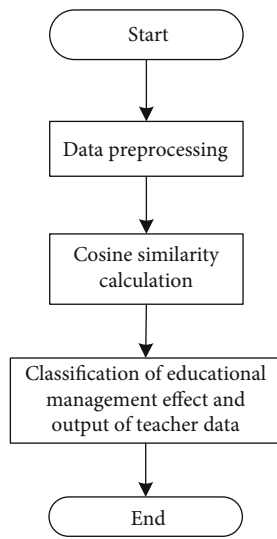 Start
Data preprocessing
Cosine similarity
calculation
Classification of educational
management effect and
output of teacher data
End